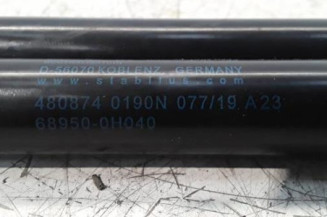 D-56070 KOBLENZ, GERMANY
www.stabilus.com
480874 0190N 077/19 A23
68950-0H040